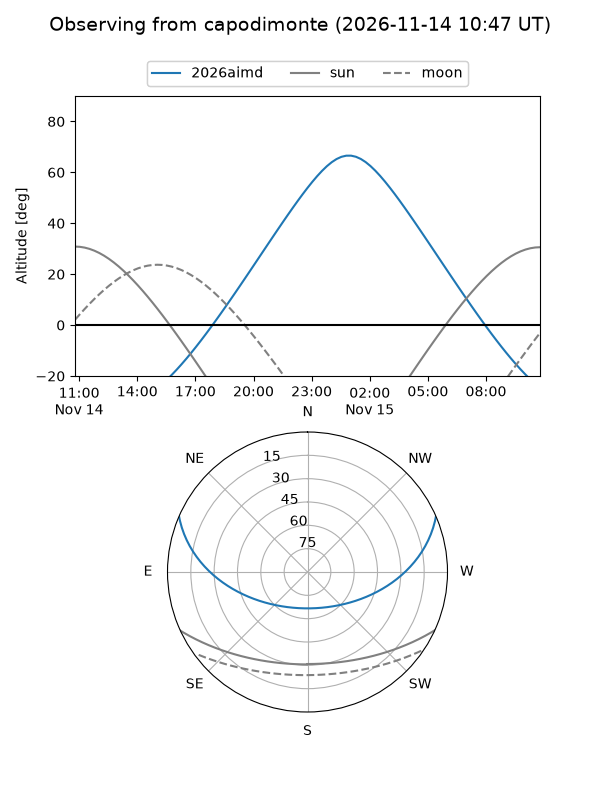 Observing from capodimonte (2026-11-14 10:47 UT)
2026aimd sun moon
Altitude [deg]
80
60
40
20
0
−20
11:00 14:00 17:00 20:00 23:00 02:00 05:00 08:00
Nov 14 Nov 15
N
NE NW
15
30
45
60
75
E W
SE SW
S